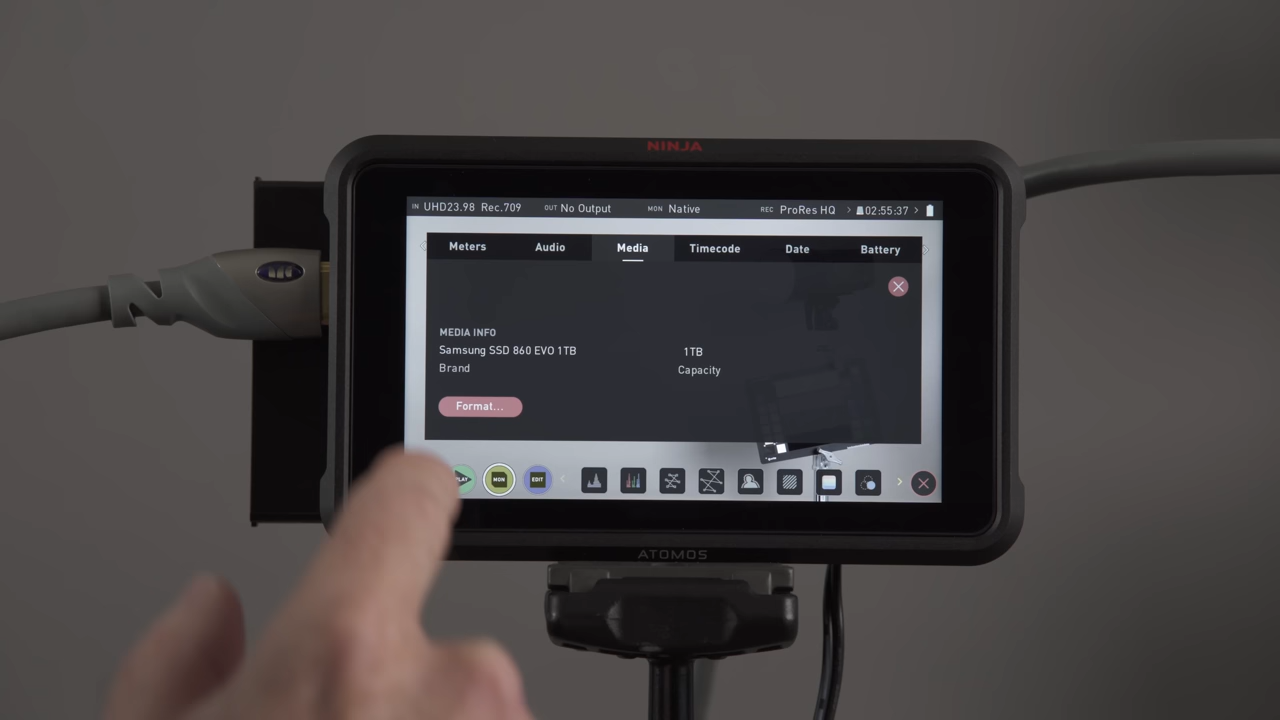 NINJA
IN UHD23.98 Rec.709 OUT No Output MON Native REC ProRes HQ 02:55:37
Meters Audio Media Timecode Date Battery
MEDIA INFO
Samsung SSD 860 EVO 1TB 1TB
Brand Capacity
Format...
MON EDIT
ATOMOS